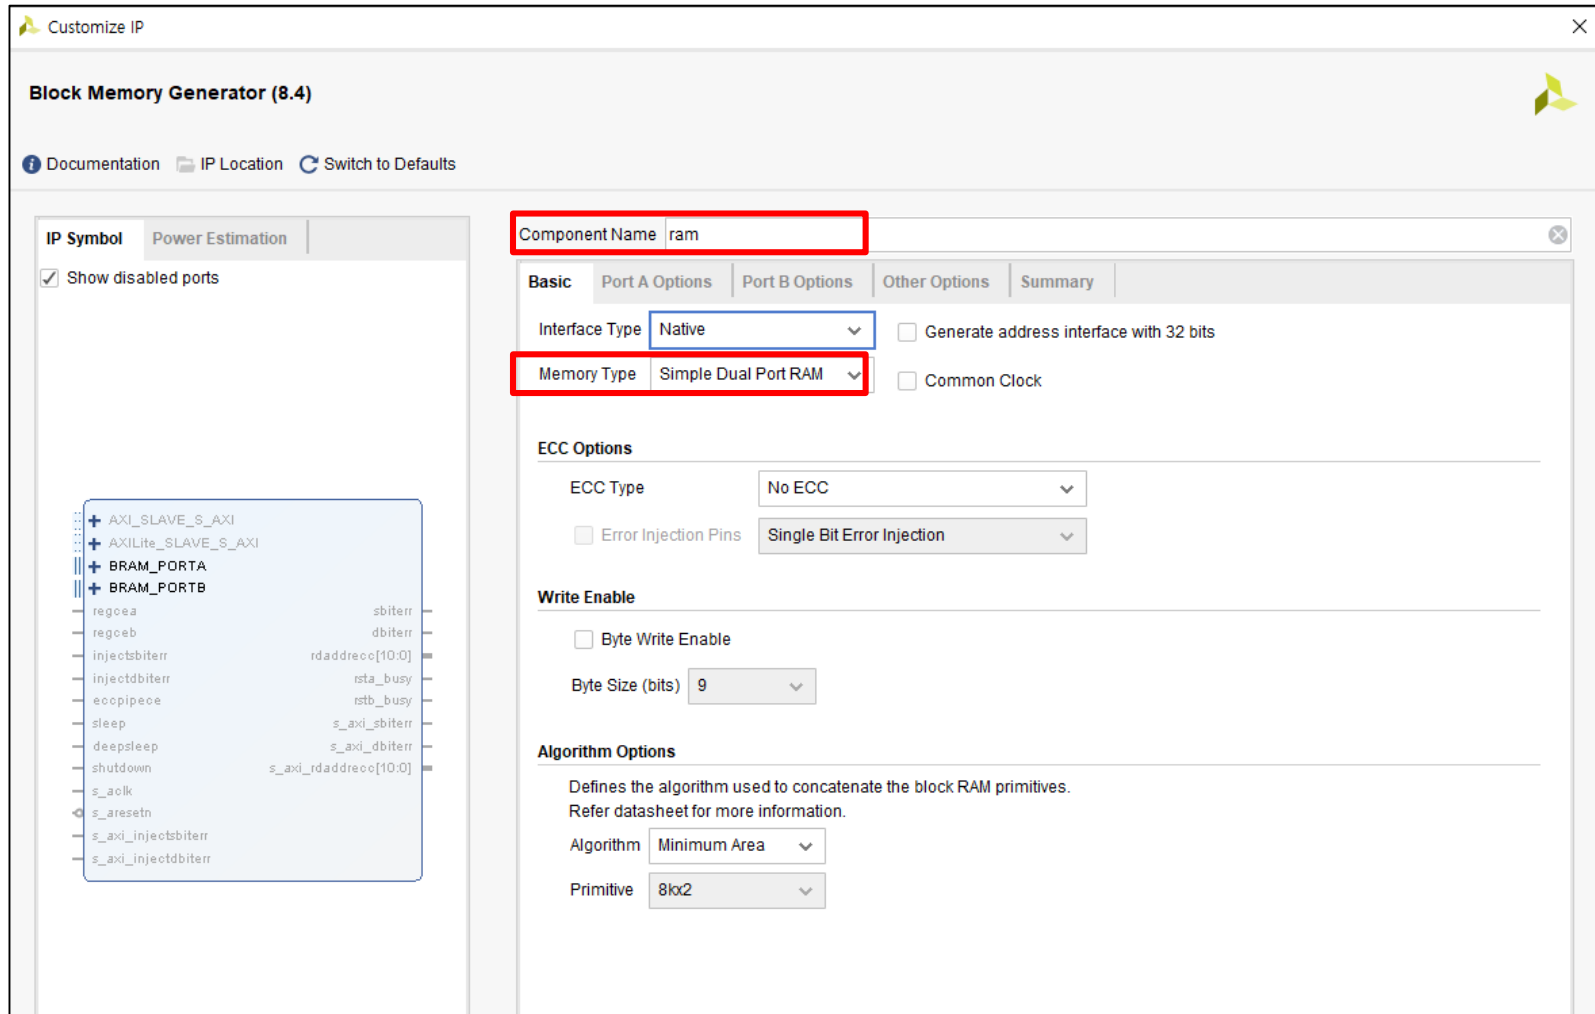 Customize IP
Block Memory Generator (8.4)
Documentation IP Location Switch to Defaults
IP Symbol Power Estimation
Show disabled ports
AXI_SLAVE_S_AXI
AXILite_SLAVE_S_AXI
BRAM_PORTA
BRAM_PORTB
regcea sbiterr
regceb dbiterr
injectsbiterr rdaddrecc[10:0]
injectdbiterr rsta_busy
eccpipece rstb_busy
sleep s_axi_sbiterr
deepsleep s_axi_dbiterr
shutdown s_axi_rdaddrecc[10:0]
s_aclk
s_aresetn
s_axi_injectsbiterr
s_axi_injectdbiterr
Component Name ram
Basic Port A Options Port B Options Other Options Summary
Interface Type Native Generate address interface with 32 bits
Memory Type Simple Dual Port RAM Common Clock
ECC Options
ECC Type No ECC
Error Injection Pins Single Bit Error Injection
Write Enable
Byte Write Enable
Byte Size (bits) 9
Algorithm Options
Defines the algorithm used to concatenate the block RAM primitives.
Refer datasheet for more information.
Algorithm Minimum Area
Primitive 8kx2